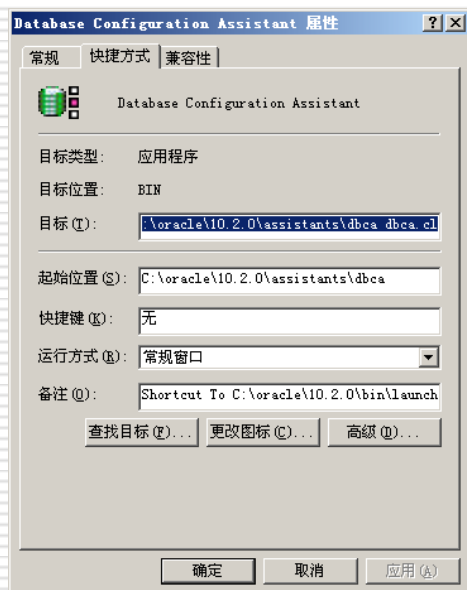 Database Configuration Assistant 属性
常规 快捷方式 兼容性
Database Configuration Assistant
目标类型: 应用程序
目标位置: BIN
目标(T): :\oracle\10.2.0\assistants\dbca dbca.cl
起始位置(S): C:\oracle\10.2.0\assistants\dbca
快捷键(K): 无
运行方式(R): 常规窗口
备注(O): Shortcut To C:\oracle\10.2.0\bin\launch
查找目标(F)... 更改图标(C)... 高级(D)...
确定 取消 应用(A)